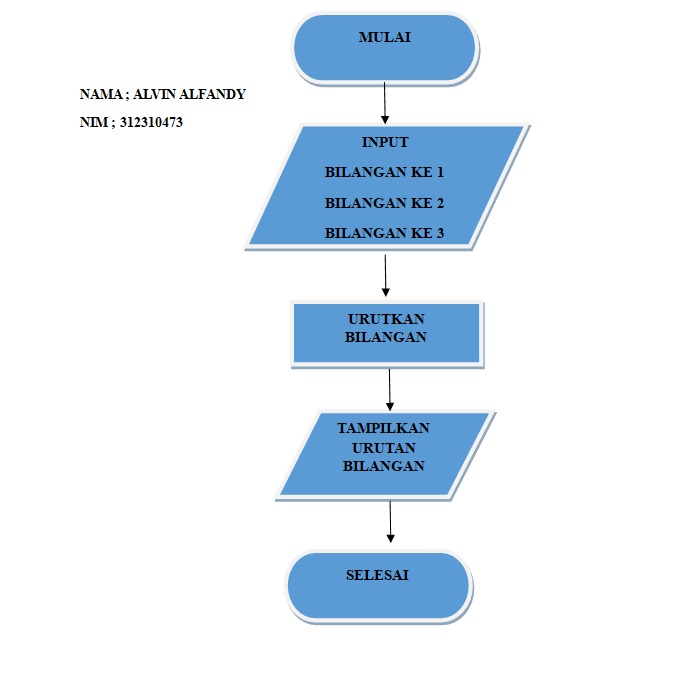 MULAI
NAMA ; ALVIN ALFANDY
NIM ; 312310473
INPUT
BILANGAN KE 1
BILANGAN KE 2
BILANGAN KE 3
URUTKAN
BILANGAN
TAMPILKAN
URUTAN
BILANGAN
SELESAI